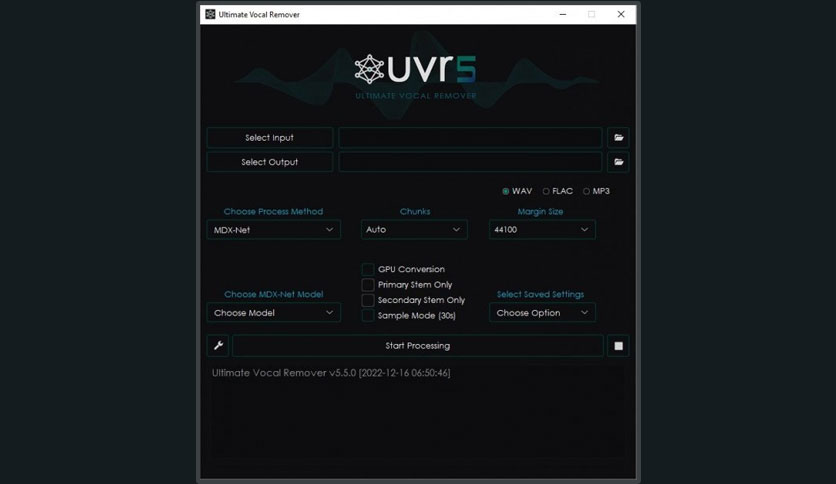 Ultimate Vocal Remover
uvr5
ULTIMATE VOCAL REMOVER
Select Input
Select Output
WAV FLAC MP3
Choose Process Method Chunks Margin Size
MDX-Net Auto 44100
GPU Conversion
Primary Stem Only
Choose MDX-Net Model Secondary Stem Only Select Saved Settings
Choose Model Sample Mode (30s) Choose Option
Start Processing
Ultimate Vocal Remover v5.5.0 [2022-12-16 06:50:46]